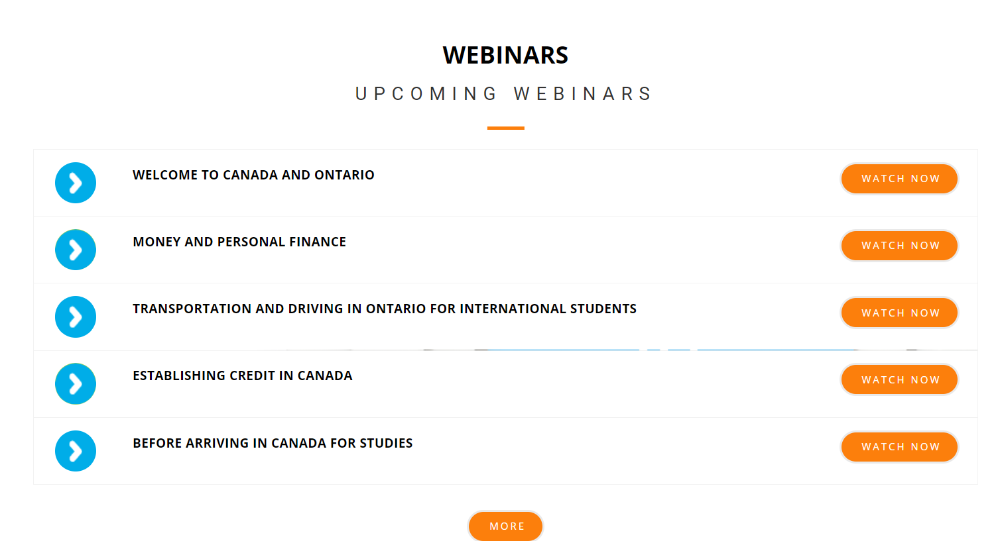 WEBINARS
UPCOMING WEBINARS
WELCOME TO CANADA AND ONTARIO
WATCH NOW
MONEY AND PERSONAL FINANCE
WATCH NOW
TRANSPORTATION AND DRIVING IN ONTARIO FOR INTERNATIONAL STUDENTS
WATCH NOW
ESTABLISHING CREDIT IN CANADA
WATCH NOW
BEFORE ARRIVING IN CANADA FOR STUDIES
WATCH NOW
MORE